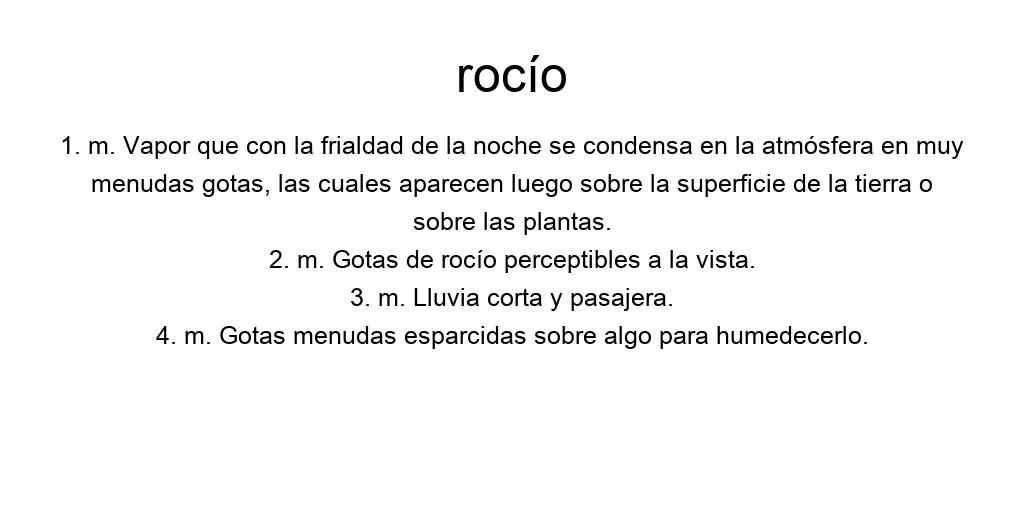 rocío
1. m. Vapor que con la frialdad de la noche se condensa en la atmósfera en muy
menudas gotas, las cuales aparecen luego sobre la superficie de la tierra o
sobre las plantas.
2. m. Gotas de rocío perceptibles a la vista.
3. m. Lluvia corta y pasajera.
4. m. Gotas menudas esparcidas sobre algo para humedecerlo.